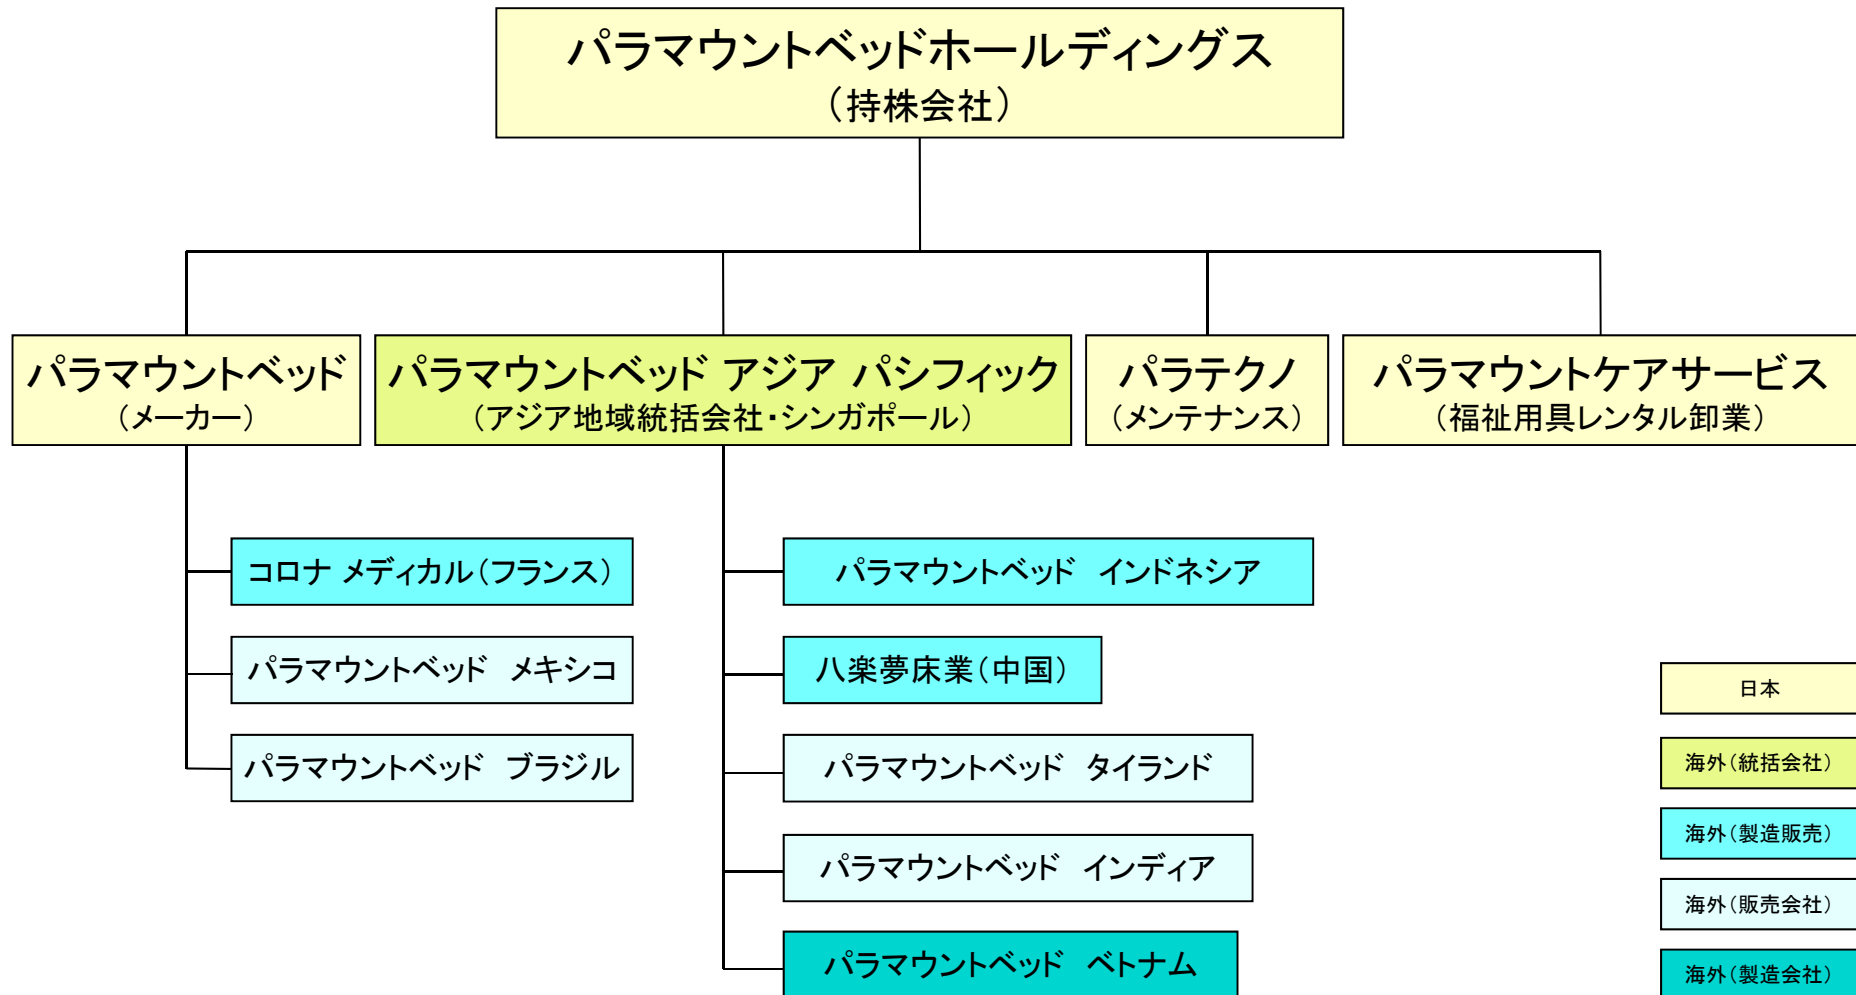 パラマウントベッドホールディングス
（持株会社）
パラマウントベッド
（メーカー）
パラマウントベッド アジア パシフィック
（アジア地域統括会社・シンガポール）
パラテクノ
（メンテナンス）
パラマウントケアサービス
（福祉用具レンタル卸業）
コロナ メディカル（フランス）
パラマウントベッド　メキシコ
パラマウントベッド　ブラジル
パラマウントベッド　インドネシア
八楽夢床業（中国）
パラマウントベッド　タイランド
パラマウントベッド　インディア
パラマウントベッド　ベトナム
日本
海外（統括会社）
海外（製造販売）
海外（販売会社）
海外（製造会社）